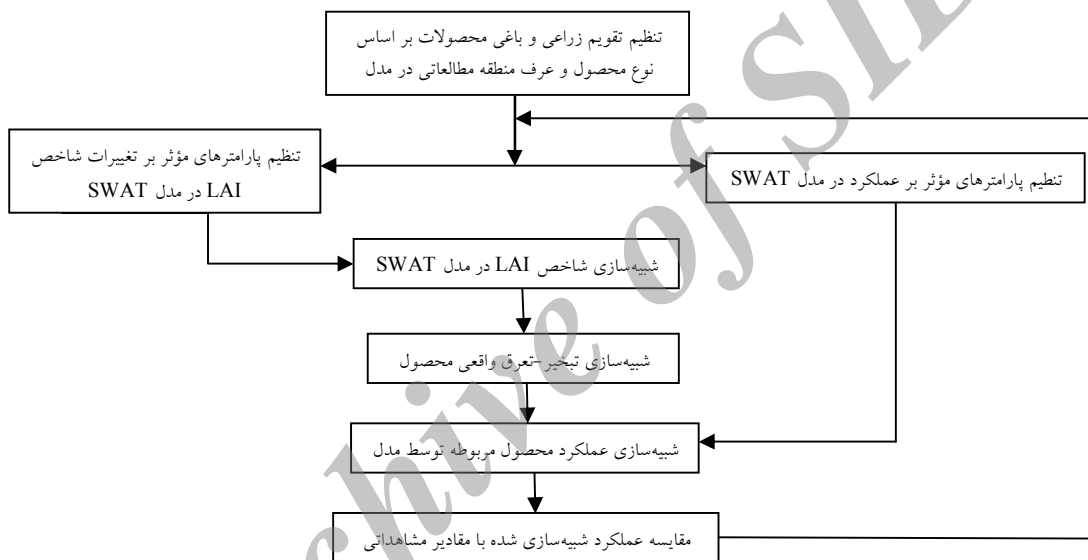 تنظیم تقویم زراعی و باغی محصولات بر اساس
نوع محصول و عرف منطقه مطالعاتی در مدل
تنظیم پارامترهای مؤثر بر تغییرات شاخص
LAI در مدل SWAT
تنظیم پارامترهای مؤثر بر عملکرد در مدل SWAT
شبیه‌سازی شاخص LAI در مدل SWAT
شبیه‌سازی تبخیر-تعرق واقعی محصول
شبیه‌سازی عملکرد محصول مربوطه توسط مدل
مقایسه عملکرد شبیه‌سازی شده با مقادیر مشاهداتی
chive of SI